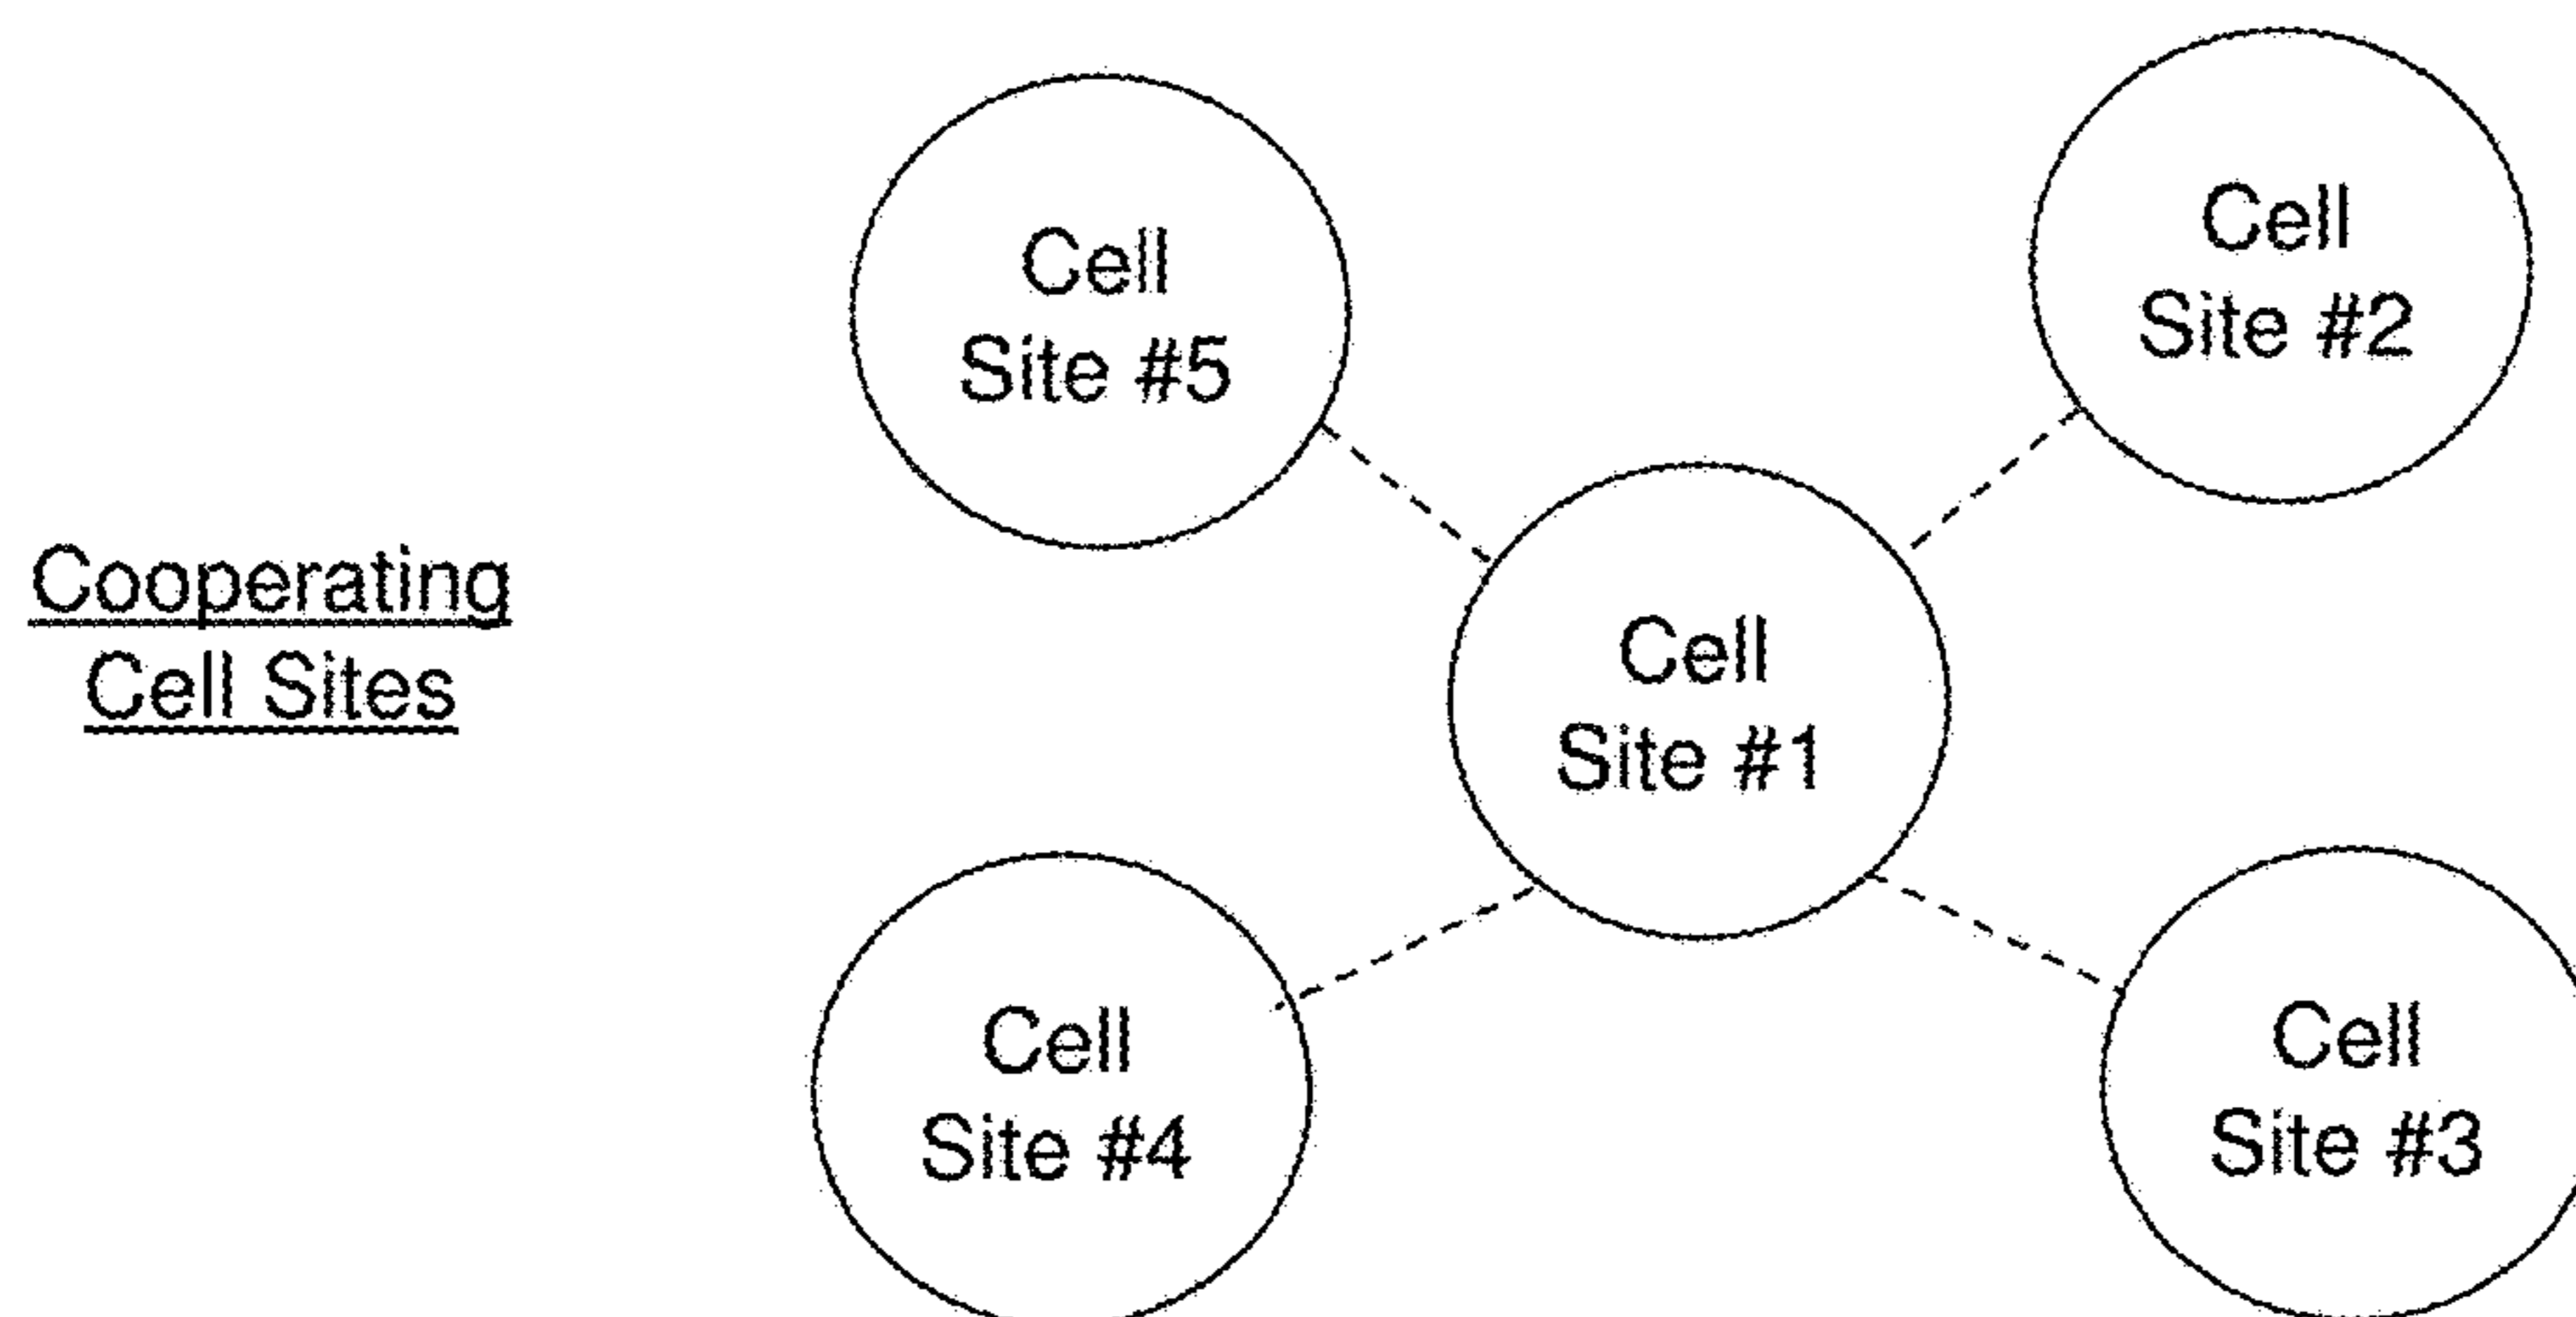 Cooperating
Cell Sites
Cell
Site #5
Cell
Site #2
Cell
Site #1
Cell
Site #4
Cell
Site #3